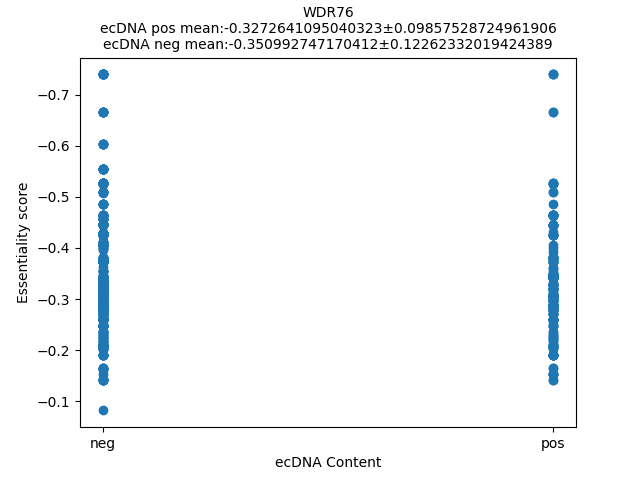 WDR76
ecDNA pos mean:-0.3272641095040323±0.09857528724961906
ecDNA neg mean:-0.350992747170412±0.12262332019424389
−0.7
−0.6
−0.5
−0.4
−0.3
−0.2
−0.1
Essentiality score
neg
pos
ecDNA Content